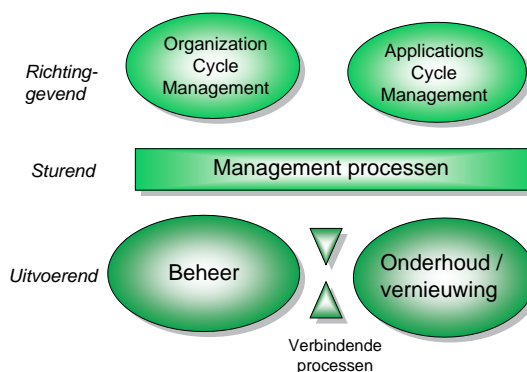 Organization
Cycle
Management
Applications
Cycle
Management
Richting-
gevend
Sturend
Management processen
Uitvoerend
Beheer
Onderhoud /
vernieuwing
Verbindende
processen